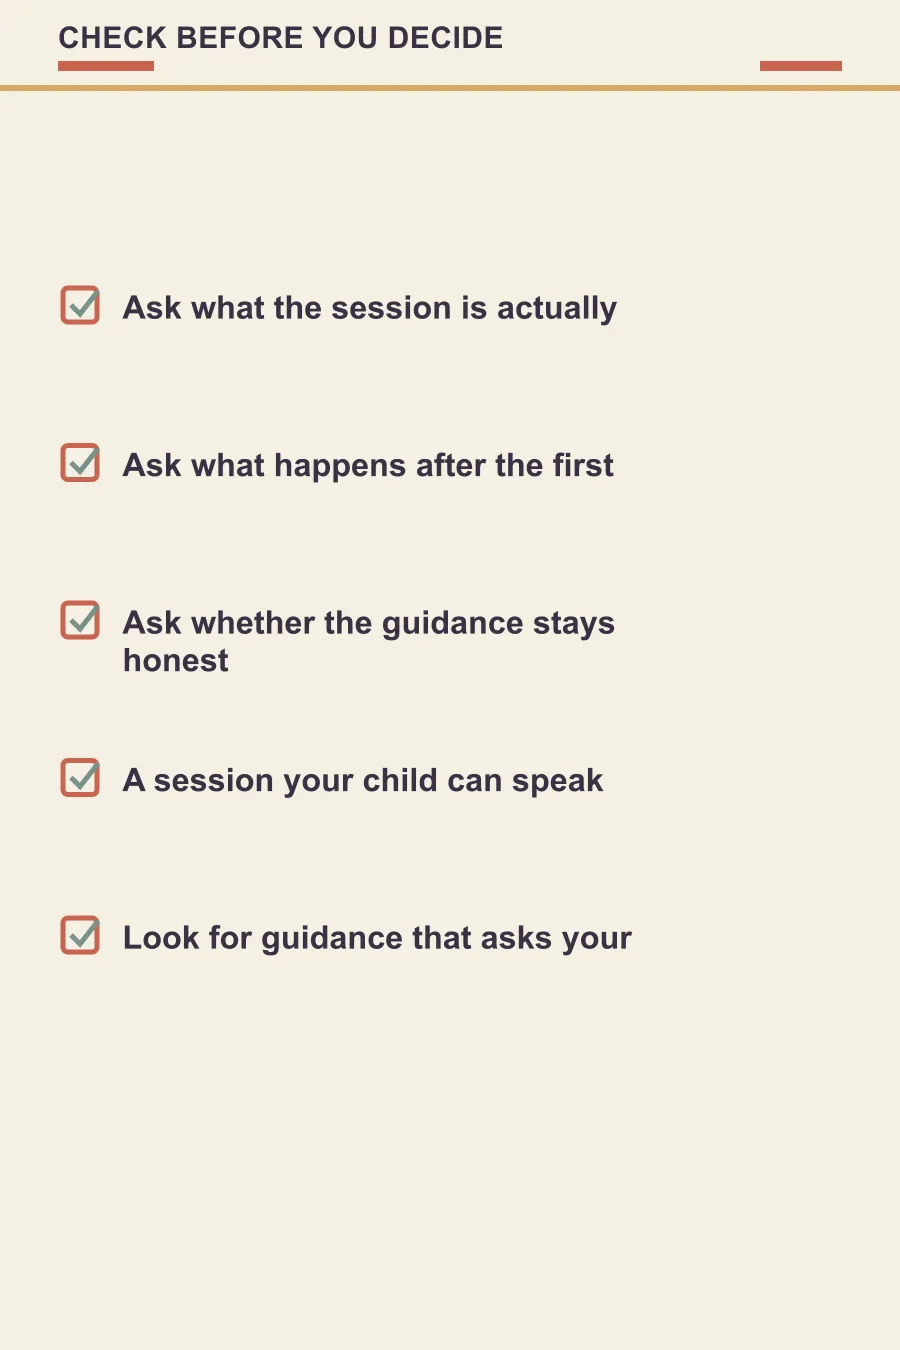 CHECK BEFORE YOU DECIDE
Ask what the session is actually
Ask what happens after the first
Ask whether the guidance stays
honest
A session your child can speak
Look for guidance that asks your